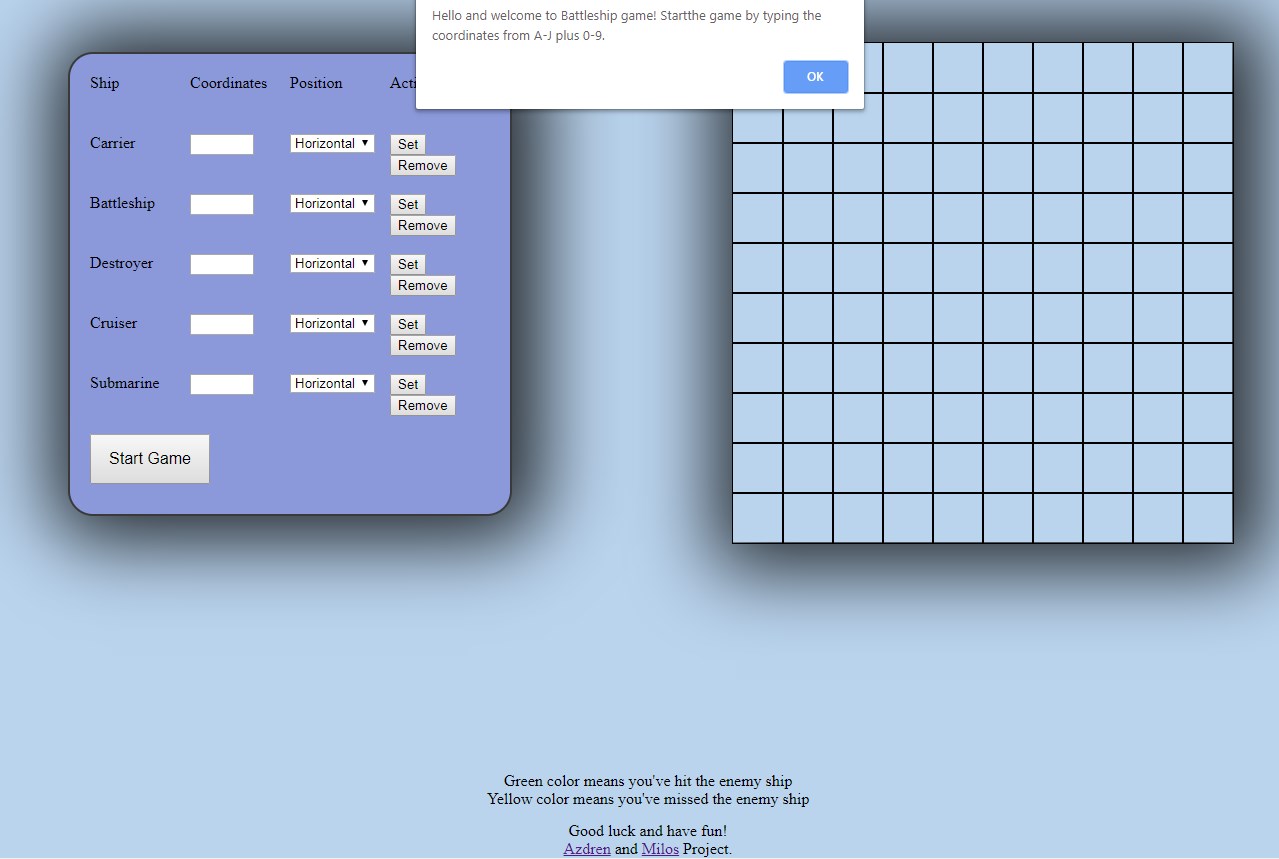 Hello and welcome to Battleship game! Startthe game by typing the
coordinates from A-J plus 0-9.
OK
Ship Coordinates Position
Carrier Horizontal Set
Remove
Battleship Horizontal Set
Remove
Destroyer Horizontal Set
Remove
Cruiser Horizontal Set
Remove
Submarine Horizontal Set
Remove
Start Game
Green color means you've hit the enemy ship
Yellow color means you've missed the enemy ship
Good luck and have fun!
Azdren and Milos Project.